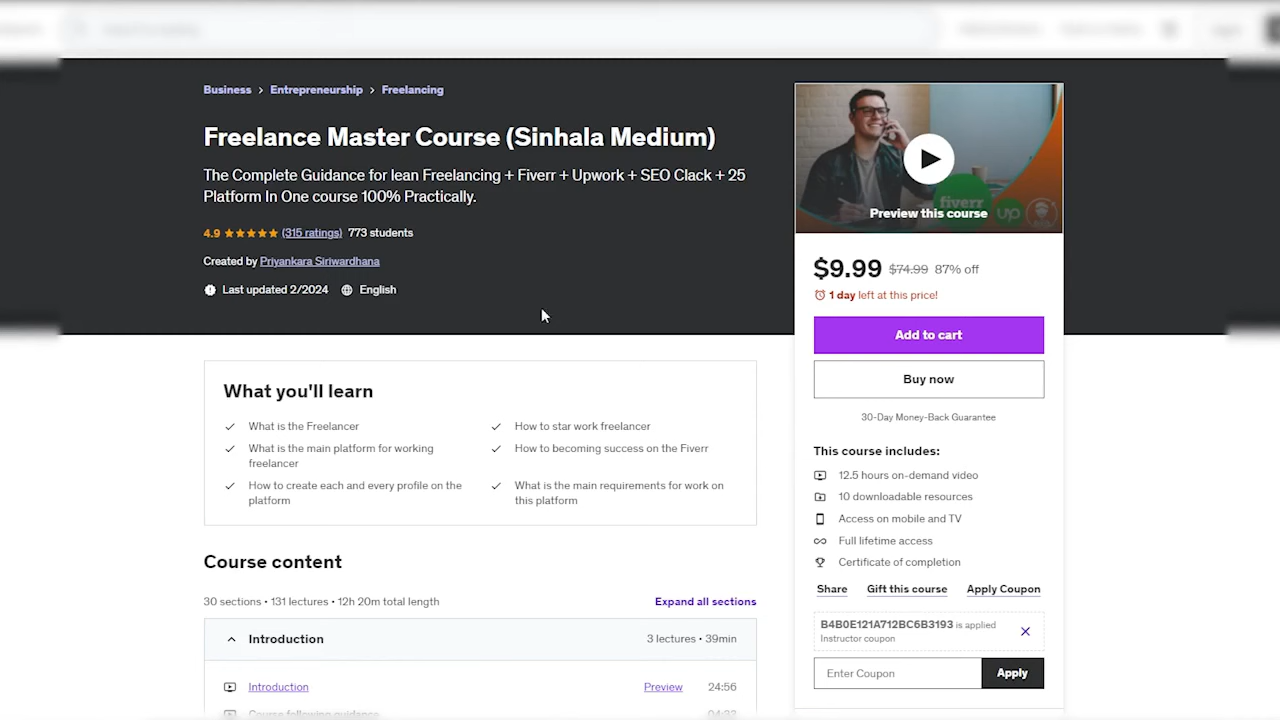 Business > Entrepreneurship > Freelancing
Freelance Master Course (Sinhala Medium)
The Complete Guidance for lean Freelancing + Fiverr + Upwork + SEO Clack + 25
Platform In One course 100% Practically.
4.9 ★★★★★ (315 ratings) 773 students
Created by Priyankara Siriwardhana
Last updated 2/2024 English
fiverr
up
Preview this course
$9.99 $74.99 87% off
1 day left at this price!
Add to cart
Buy now
30-Day Money-Back Guarantee
This course includes:
12.5 hours on-demand video
10 downloadable resources
Access on mobile and TV
Full lifetime access
Certificate of completion
Share Gift this course Apply Coupon
B4B0E121A712BC6B3193 is applied
Instructor coupon
Enter Coupon Apply
What you'll learn
What is the Freelancer
What is the main platform for working
freelancer
How to create each and every profile on the
platform
How to star work freelancer
How to becoming success on the Fiverr
What is the main requirements for work on
this platform
Course content
30 sections • 131 lectures • 12h 20m total length
Expand all sections
Introduction 3 lectures • 39min
Introduction Preview 24:56
Course following guidance